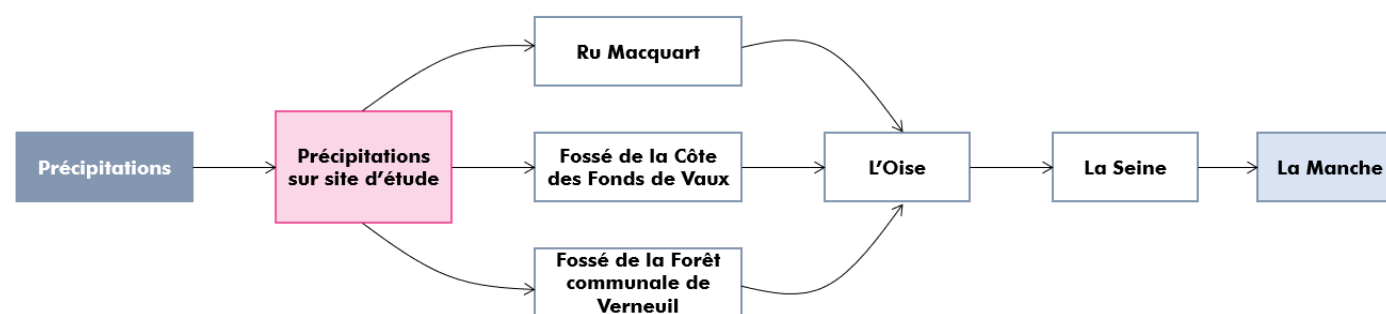 Précipitations
Précipitations
sur site d’étude
Ru Macquart
Fossé de la Côte
des Fonds de Vaux
Fossé de la Forêt
communale de
Verneuil
L’Oise
La Seine
La Manche